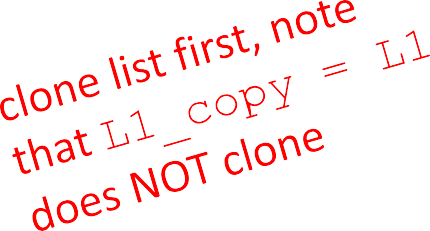 clone list first, note
that L1_copy = L1
does NOT clone